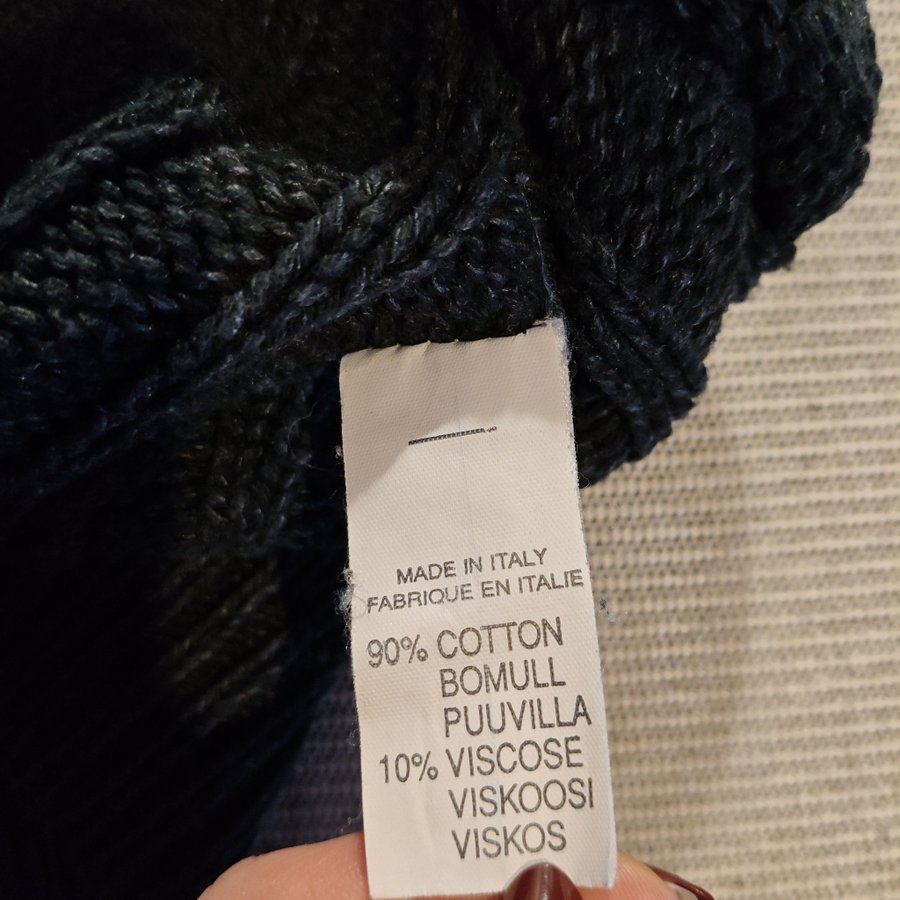 MADE IN ITALY
FABRIQUE EN ITALIE
90% COTTON
BOMULL
PUUVILLA
10% VISCOSE
VISKOOSI
VISKOS